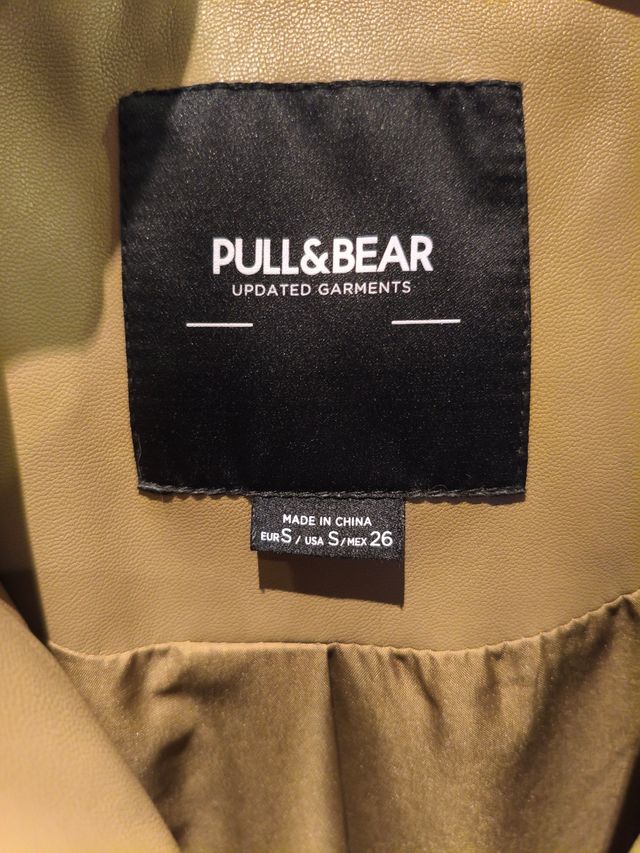 PULL&BEAR
UPDATED GARMENTS
MADE IN CHINA
EUR S / USA S / MEX 26